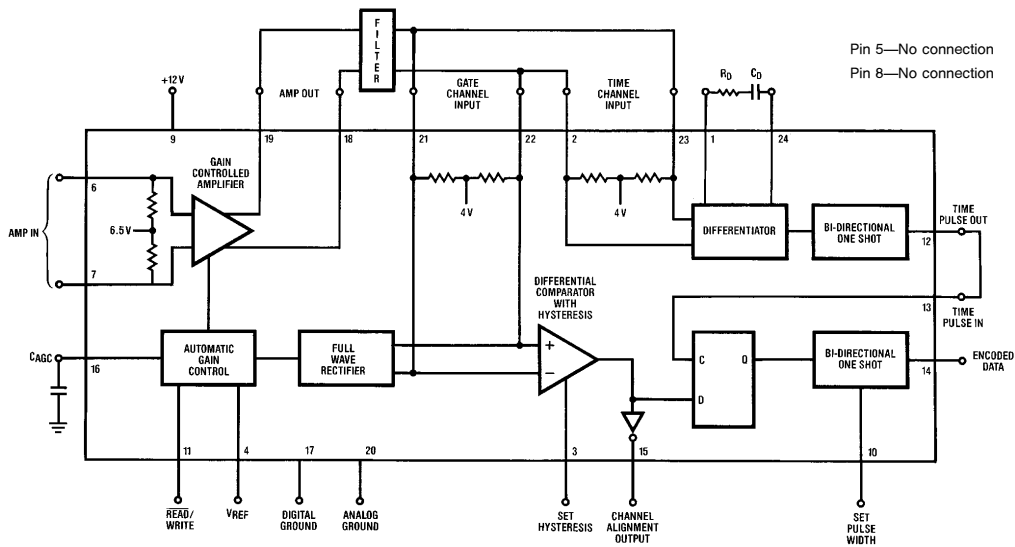 FILTER
Pin 5—No connection
Pin 8—No connection
+12 V
AMP OUT
GATE
CHANNEL
INPUT
TIME
CHANNEL
INPUT
RD
CD
9
19
18
21
22
2
23
1
24
GAIN
CONTROLLED
AMPLIFIER
6
AMP IN
6.5 V
7
4 V
4 V
DIFFERENTIATOR
BI-DIRECTIONAL
ONE SHOT
TIME
PULSE OUT
12
13
TIME
PULSE IN
DIFFERENTIAL
COMPARATOR
WITH
HYSTERESIS
CAGC
16
AUTOMATIC
GAIN
CONTROL
FULL
WAVE
RECTIFIER
+
−
C
Q
D
BI-DIRECTIONAL
ONE SHOT
14
ENCODED
DATA
11
4
17
20
3
15
10
READ/
WRITE
VREF
DIGITAL
GROUND
ANALOG
GROUND
SET
HYSTERESIS
CHANNEL
ALIGNMENT
OUTPUT
SET
PULSE
WIDTH